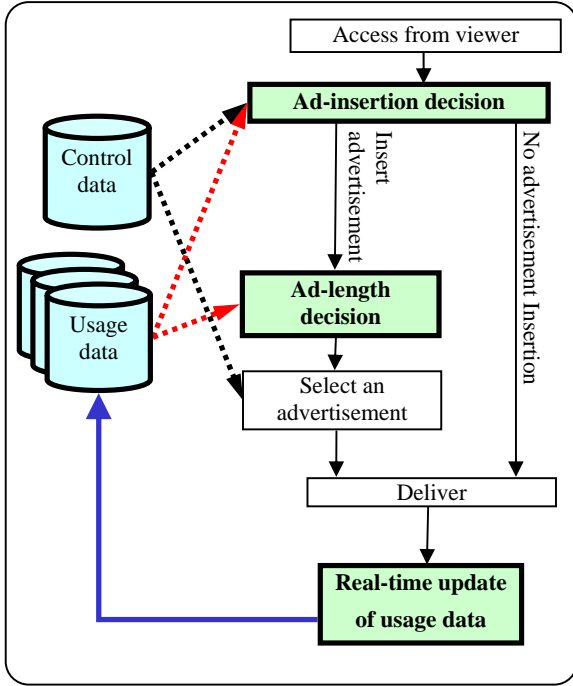 Access from viewer
Ad-insertion decision
Control
data
Insert
advertisement
No advertisement Insertion
Usage
data
Ad-length
decision
Select an
advertisement
Deliver
Real-time update
of usage data